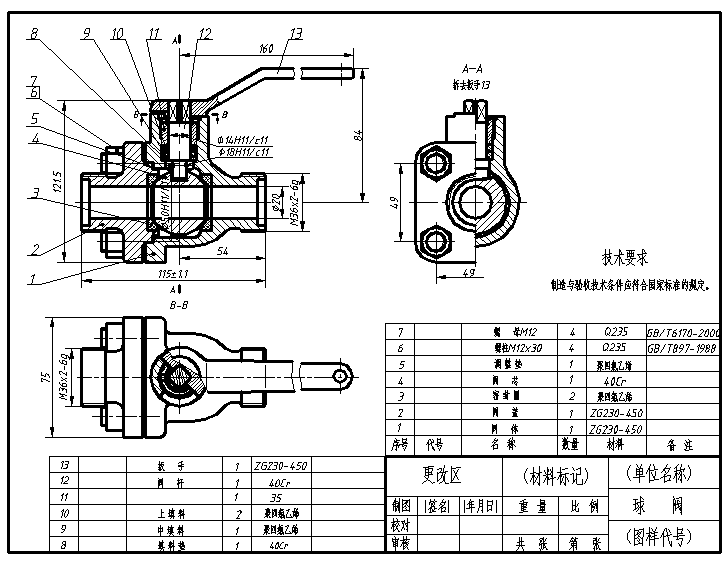 8 9 10 11 A 12 160 13
7
6
5
4
3
2
1
B B
Φ14H11/c11
Φ18H11/c11
121.5
84
Φ20
M36x2-6g
54
115±1.1
A
B-B
75
M36x2-6g
A—A
拆去扳手13
49
49
技术要求
制造与验收技术条件应符合国家标准的规定。
7 螺 母M12 4 Q235 GB/T6170-2000
6 螺柱M12x30 4 Q235 GB/T897-1988
5 调整垫 1 聚四氟乙烯
4 阀 芯 1 40Cr
3 密封圈 2 聚四氟乙烯
2 阀 盖 1 ZG230-450
1 阀 体 1 ZG230-450
序号 代号 名 称 数量 材料 备 注
13 扳 手 1 ZG230-450
12 阀 杆 1 40Cr
11 1 35
10 上填料 2 聚四氟乙烯
9 中填料 1 聚四氟乙烯
8 填料垫 1 40Cr
更改区 (材料标记) (单位名称)
制图 |签名| |年月日| 重 量 比 例 球 阀
校对
审核 共 张 第 张 (图样代号)